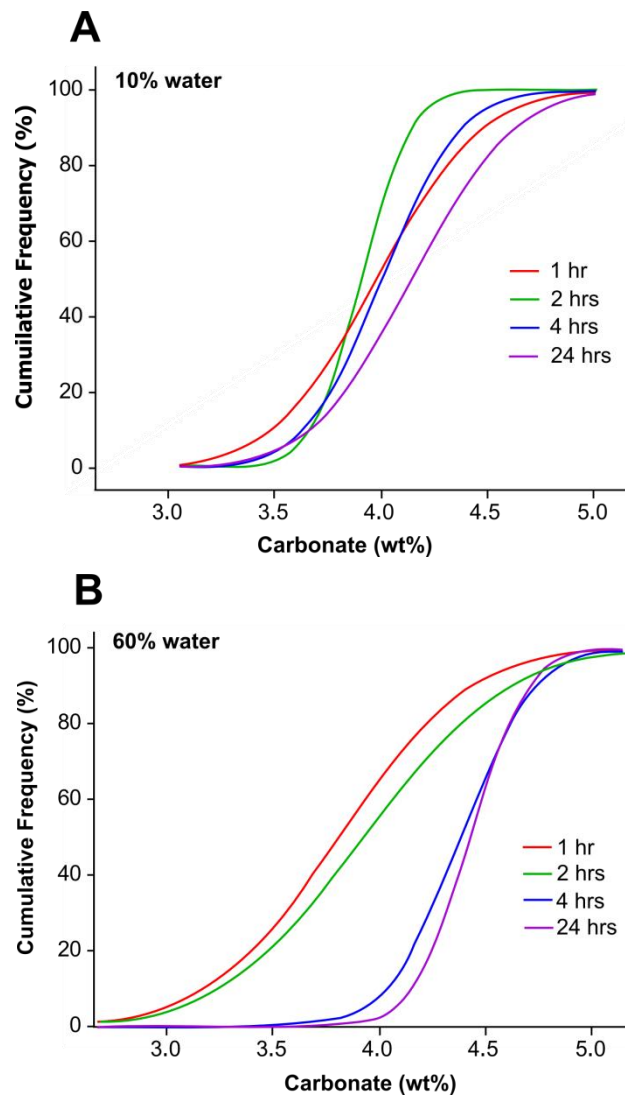 A
10% water
Cumuilative Frequency (%)
100
80
60
40
20
0
1 hr
2 hrs
4 hrs
24 hrs
3.0 3.5 4.0 4.5 5.0
Carbonate (wt%)
B
60% water
Cumulative Frequency (%)
100
80
60
40
20
0
1 hr
2 hrs
4 hrs
24 hrs
3.0 3.5 4.0 4.5 5.0
Carbonate (wt%)